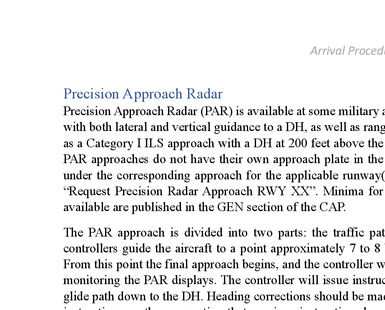 Arrival Proced
Precision Approach Radar
Precision Approach Radar (PAR) is available at some military a
with both lateral and vertical guidance to a DH, as well as rang
as a Category I ILS approach with a DH at 200 feet above the
PAR approaches do not have their own approach plate in the
under the corresponding approach for the applicable runway(
“Request Precision Radar Approach RWY XX”. Minima for
available are published in the GEN section of the CAP.
The PAR approach is divided into two parts: the traffic pat
controllers guide the aircraft to a point approximately 7 to 8
From this point the final approach begins, and the controller w
monitoring the PAR displays. The controller will issue instruc
glide path down to the DH. Heading corrections should be mad